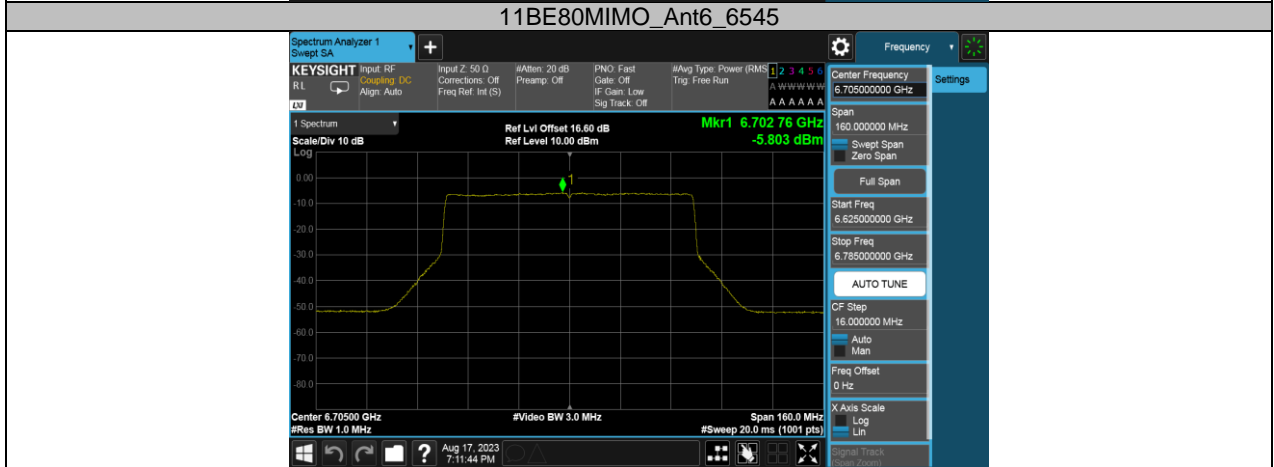 11BE80MIMO_Ant6_6545
Spectrum Analyzer 1
Swept SA
Frequency
KEYSIGHT
RL
LXI
Input: RF
Coupling: DC
Align: Auto
Input Z: 50 Ω
Corrections: Off
Freq Ref: Int (S)
#Atten: 20 dB
Preamp: Off
PNO: Fast
Gate: Off
IF Gain: Low
Sig Track: Off
#Avg Type: Power (RMS
Trig: Free Run
1 2 3 4 5 6
A W W W W W
A A A A A A
1 Spectrum
Scale/Div 10 dB
Log
Ref Lvl Offset 16.60 dB
Ref Level 10.00 dBm
Mkr1 6.702 76 GHz
-5.803 dBm
1
0.00
-10.0
-20.0
-30.0
-40.0
-50.0
-60.0
-70.0
-80.0
Center 6.70500 GHz
#Res BW 1.0 MHz
#Video BW 3.0 MHz
Span 160.0 MHz
#Sweep 20.0 ms (1001 pts)
Center Frequency
6.705000000 GHz
Settings
Span
160.000000 MHz
Swept Span
Zero Span
Full Span
Start Freq
6.625000000 GHz
Stop Freq
6.785000000 GHz
AUTO TUNE
CF Step
16.000000 MHz
Auto
Man
Freq Offset
0 Hz
X Axis Scale
Log
Lin
Signal Track
(Span Zoom)
Aug 17, 2023
7:11:44 PM